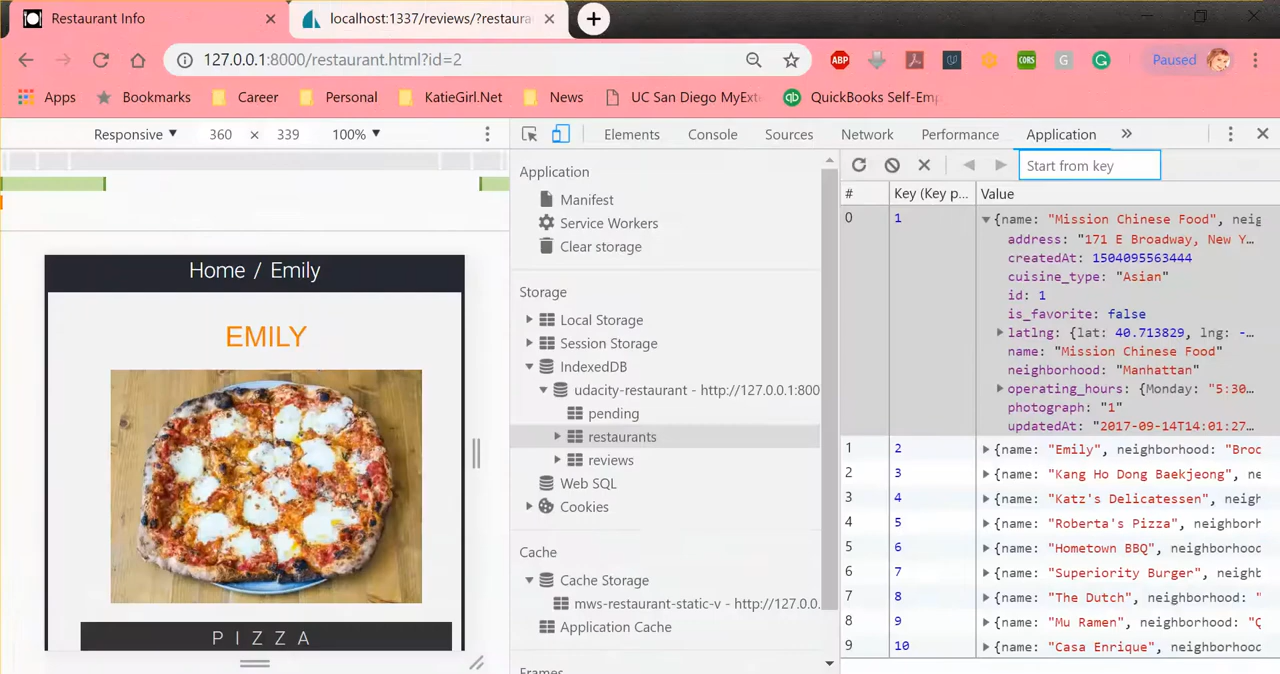 Restaurant Info
localhost:1337/reviews/?restaura
127.0.0.1:8000/restaurant.html?id=2
ABP
CORS
G
G
Paused
Apps
Bookmarks
Career
Personal
KatieGirl.Net
News
UC San Diego MyExt
qb
QuickBooks Self-Emp
Responsive
360 × 339
100%
Elements
Console
Sources
Network
Performance
Application
Home / Emily
EMILY
PIZZA
Application
Manifest
Service Workers
Clear storage
Storage
Local Storage
Session Storage
IndexedDB
udacity-restaurant - http://127.0.0.1:800
pending
restaurants
reviews
Web SQL
Cookies
Cache
Cache Storage
mws-restaurant-static-v - http://127.0.0.
Application Cache
Frames
Start from key
# Key (Key p... Value
0 1 {name: "Mission Chinese Food", neig
address: "171 E Broadway, New Y…
createdAt: 1504095563444
cuisine_type: "Asian"
id: 1
is_favorite: false
latlng: {lat: 40.713829, lng: -…
name: "Mission Chinese Food"
neighborhood: "Manhattan"
operating_hours: {Monday: "5:30…
photograph: "1"
updatedAt: "2017-09-14T14:01:27…
1 2 {name: "Emily", neighborhood: "Broo
2 3 {name: "Kang Ho Dong Baekjeong", ne
3 4 {name: "Katz's Delicatessen", neigh
4 5 {name: "Roberta's Pizza", neighborh
5 6 {name: "Hometown BBQ", neighborhooc
6 7 {name: "Superiority Burger", neighb
7 8 {name: "The Dutch", neighborhood: "
8 9 {name: "Mu Ramen", neighborhood: "Q
9 10 {name: "Casa Enrique", neighborhooc